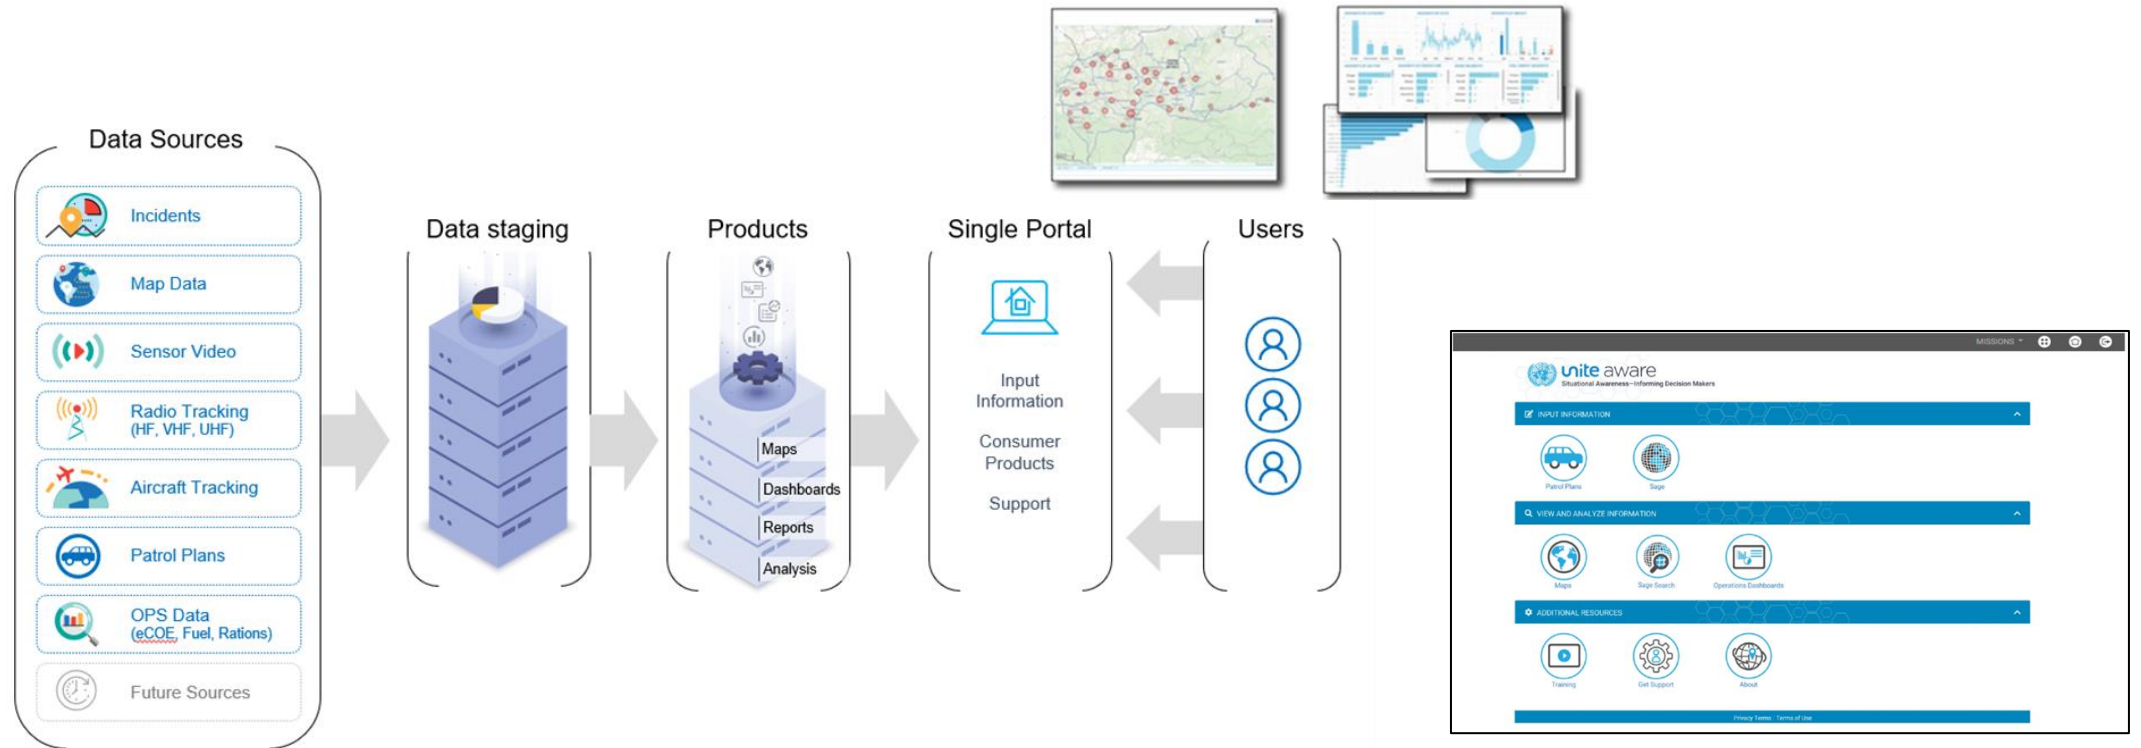 Data Sources
Incidents
Map Data
Sensor Video
Radio Tracking
(HF, VHF, UHF)
Aircraft Tracking
Patrol Plans
OPS Data
(eCOE, Fuel, Rations)
Future Sources
Data staging
Products
Maps
Dashboards
Reports
Analysis
Single Portal
Input
Information
Consumer
Products
Support
Users
MISSIONS
unite aware
Situational Awareness–Informing Decision Makers
INPUT INFORMATION
Patrol Plans
Sage
VIEW AND ANALYZE INFORMATION
Maps
Sage Search
Operations Dashboards
ADDITIONAL RESOURCES
Training
Get Support
About
Privacy Terms Terms of Use